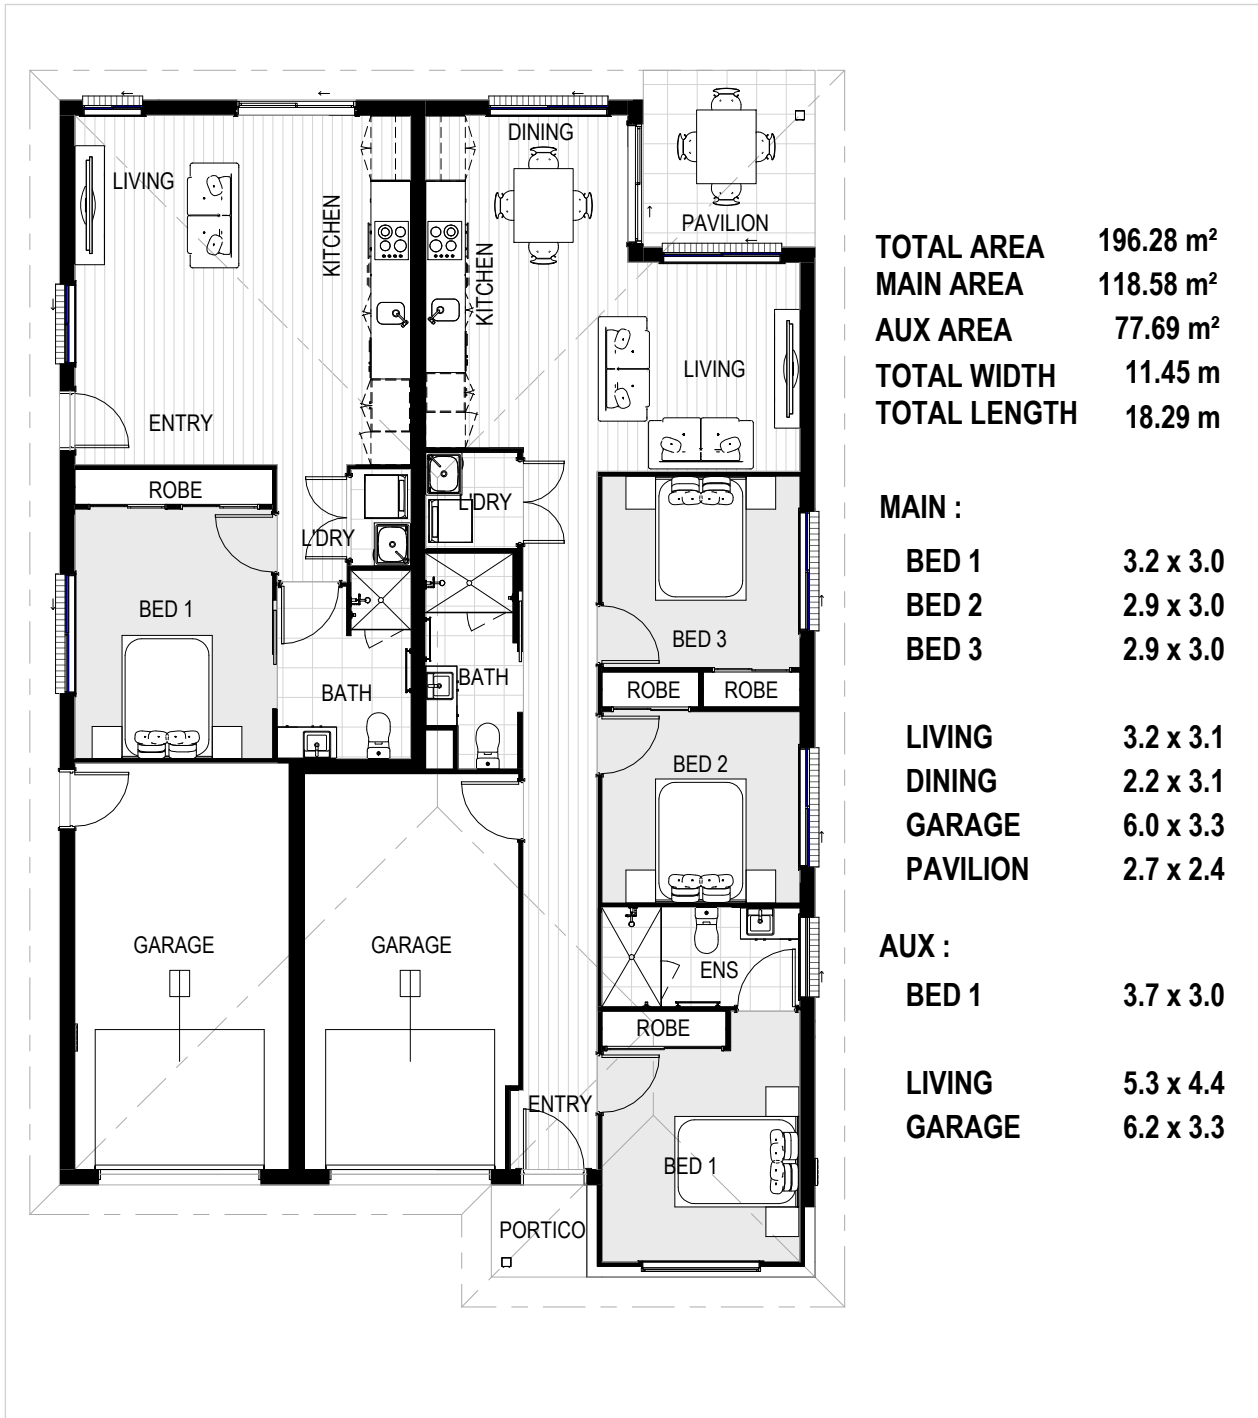 DINING
LIVING
KITCHEN
PAVILION
KITCHEN
LIVING
ENTRY
ROBE
L'DRY
L'DRY
BED 1
BED 3
BATH
BATH
ROBE
ROBE
BED 2
GARAGE
GARAGE
ENS
ROBE
ENTRY
BED 1
PORTICO
TOTAL AREA 196.28 m²
MAIN AREA 118.58 m²
AUX AREA 77.69 m²
TOTAL WIDTH 11.45 m
TOTAL LENGTH 18.29 m
MAIN :
BED 1 3.2 x 3.0
BED 2 2.9 x 3.0
BED 3 2.9 x 3.0
LIVING 3.2 x 3.1
DINING 2.2 x 3.1
GARAGE 6.0 x 3.3
PAVILION 2.7 x 2.4
AUX :
BED 1 3.7 x 3.0
LIVING 5.3 x 4.4
GARAGE 6.2 x 3.3